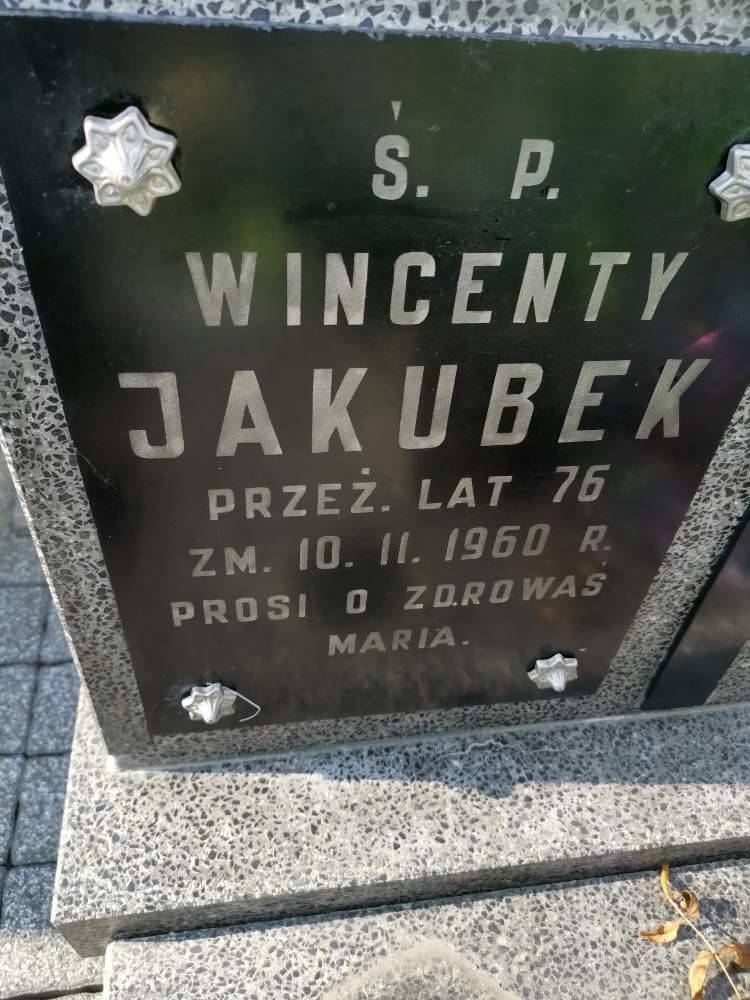 Ś. P.
WINCENTY
JAKUBEK
PRZEŻ. LAT 76
ZM. 10. 11. 1960 R.
PROSI O ZDROWAŚ
MARIA.